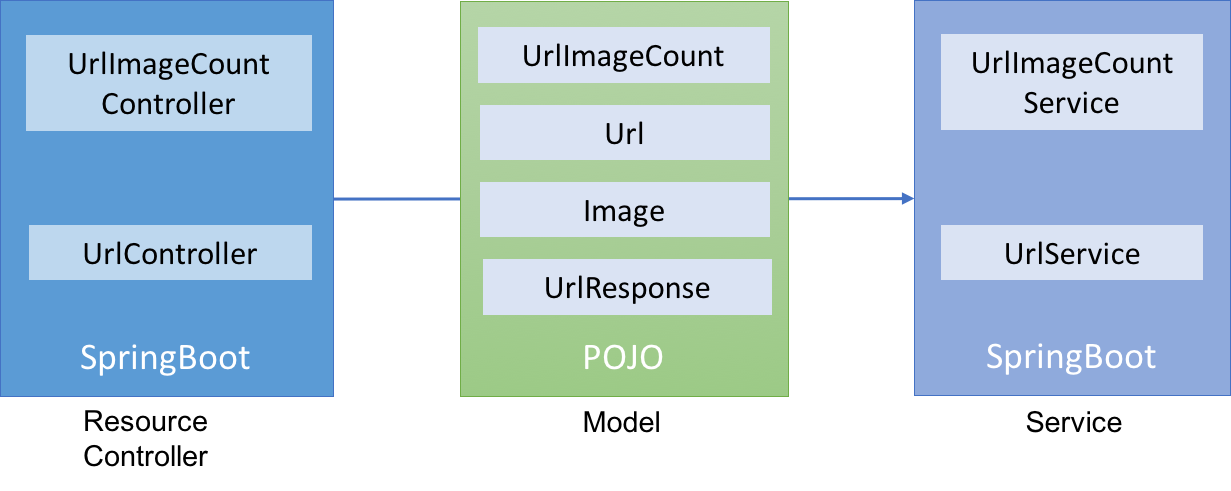 UrlImageCount
Controller
UrlController
SpringBoot
Resource
Controller
UrlImageCount
Url
Image
UrlResponse
POJO
Model
UrlImageCount
Service
UrlService
SpringBoot
Service